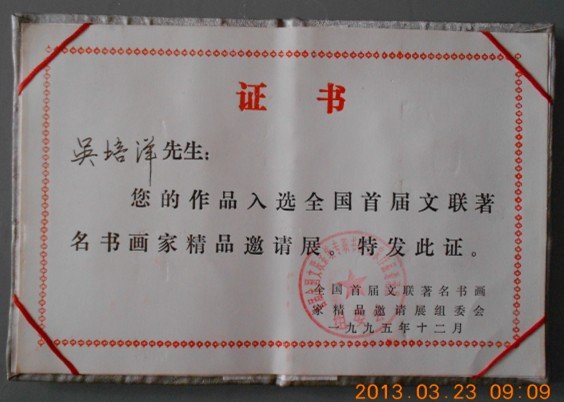 证书
吴培洋先生：
您的作品入选全国首届文联著
名书画家精品邀请展。特发此证。
全国首届文联著名书画
家精品邀请展组委会
一九九五年十二月
2013.03.23 09:09